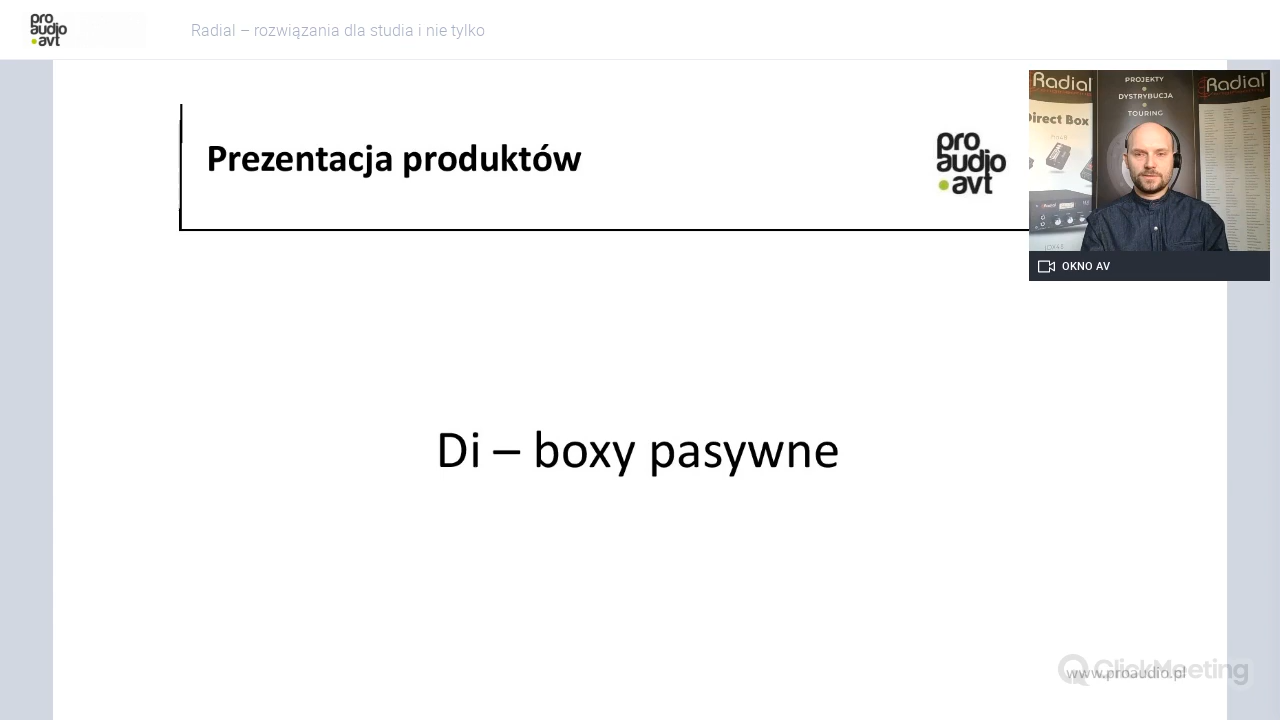 pro
audio
avt
Radial – rozwiązania dla studia i nie tylko
Prezentacja produktów
pro
audio
avt
Radial
PROJEKTY
DYSTRYBUCJA
TOURING
Radial
Direct Box
OKNO AV
Di – boxy pasywne
ClickMeeting
www.proaudio.pl